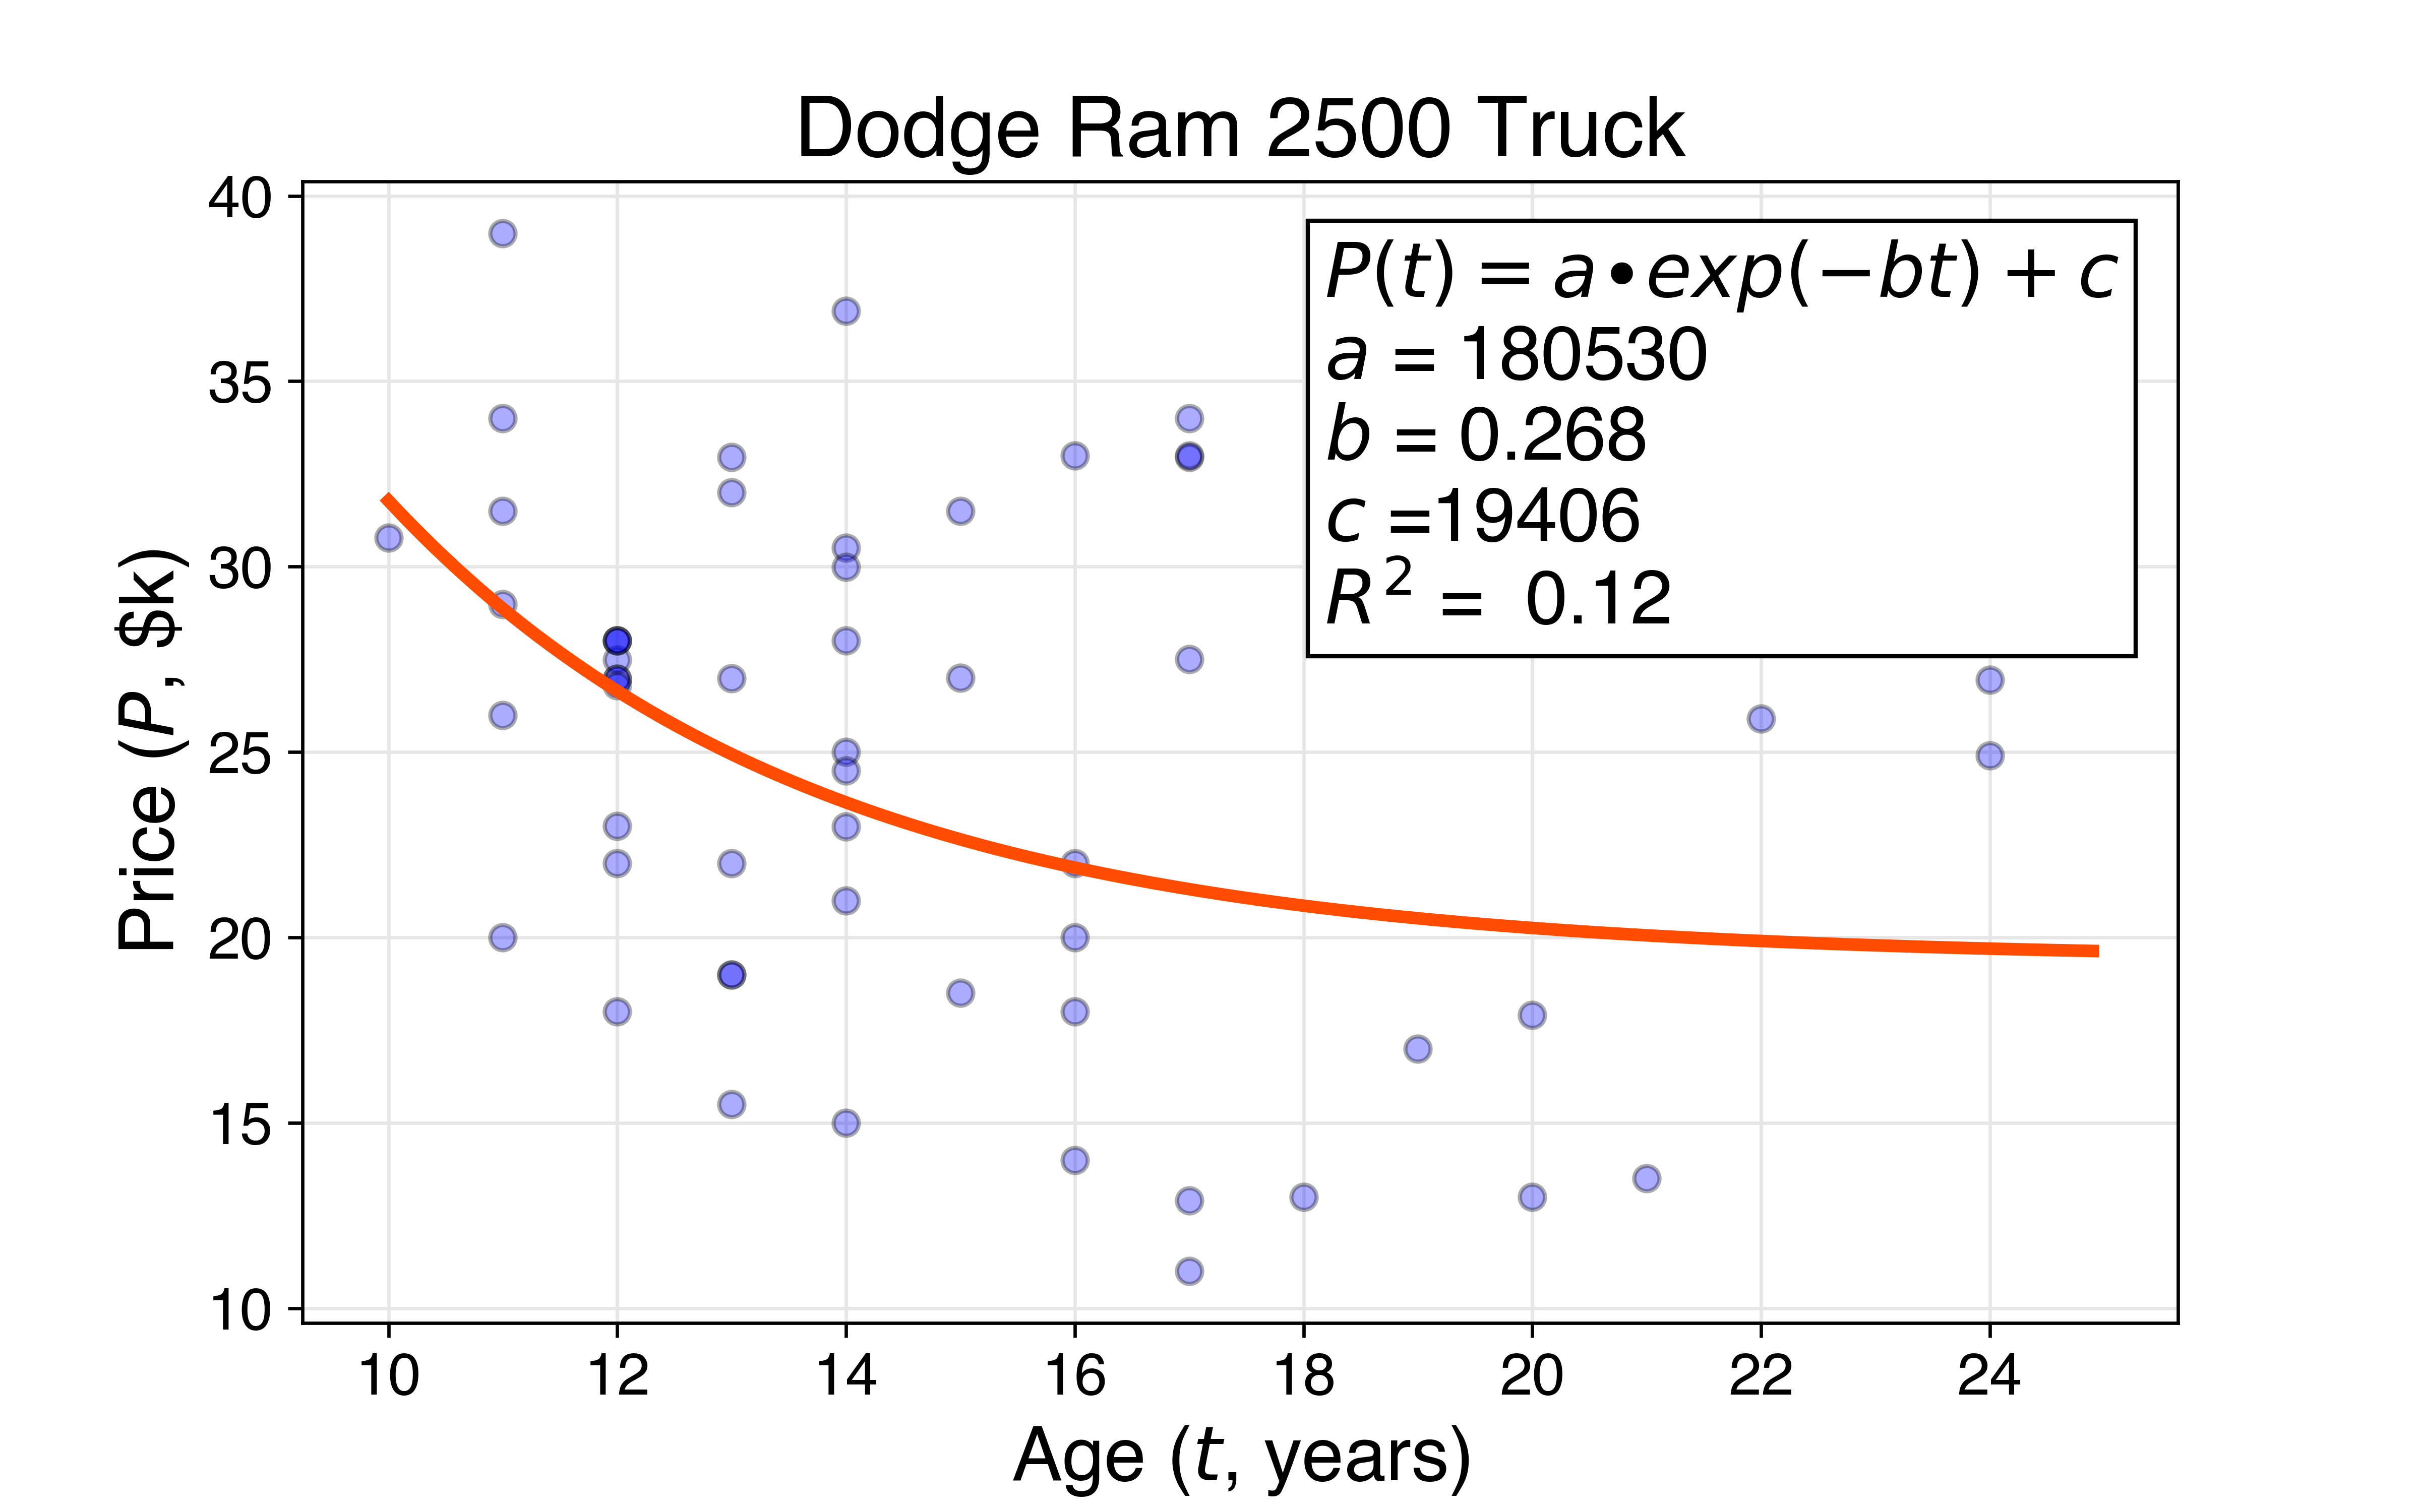 Dodge Ram 2500 Truck
40
35
30
25
20
15
10
Price (P, $k)
P(t) = a•exp(−bt) + c
a = 180530
b = 0.268
c =19406
R² = 0.12
10 12 14 16 18 20 22 24
Age (t, years)